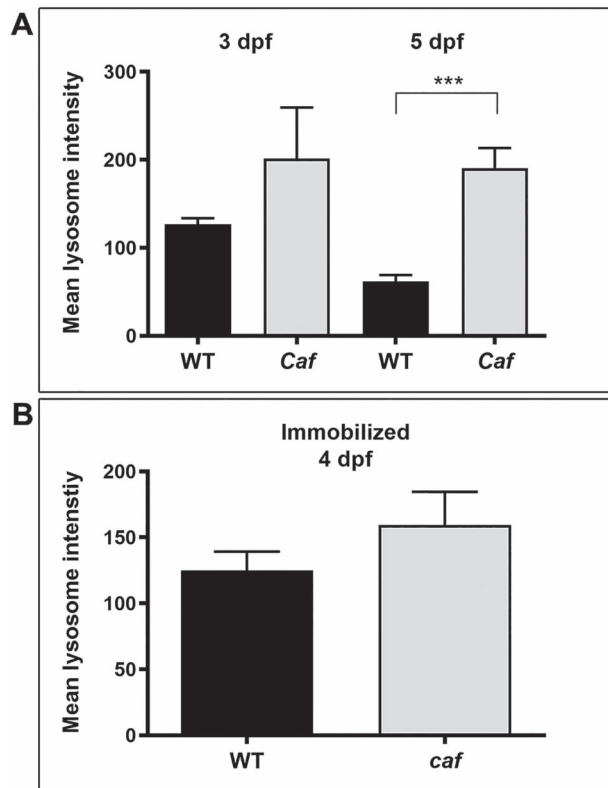 A
3 dpf 5 dpf
Mean lysosome intensity
300
200
100
0
***
WT Caf WT Caf
B
Immobilized
4 dpf
Mean lysosome intenstiy
200
150
100
50
0
WT caf